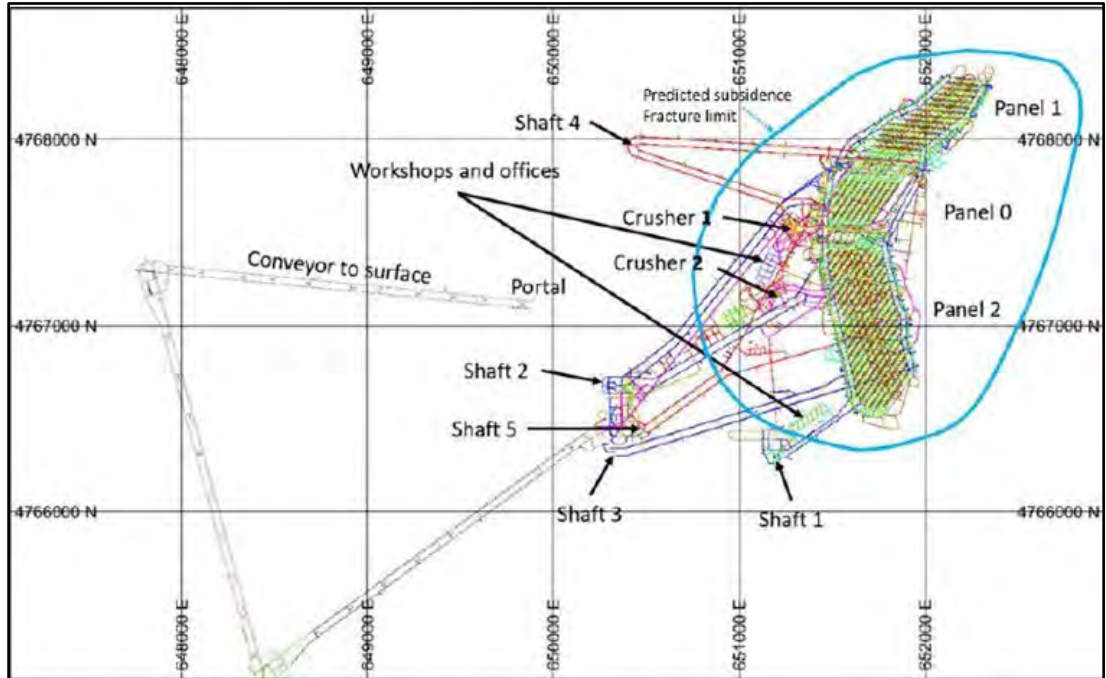 648000 E
649000 E
650000 E
651000 E
652000 E
Predicted subsidence
Fracture limit
Panel 1
Shaft 4
4768000 N
4768000 N
Workshops and offices
Crusher 1
Panel 0
Conveyor to surface
Crusher 2
Portal
Panel 2
4767000 N
4767000 N
Shaft 2
Shaft 5
Shaft 3
Shaft 1
4766000 N
4766000 N
648000 E
649000 E
650000 E
651000 E
652000 E